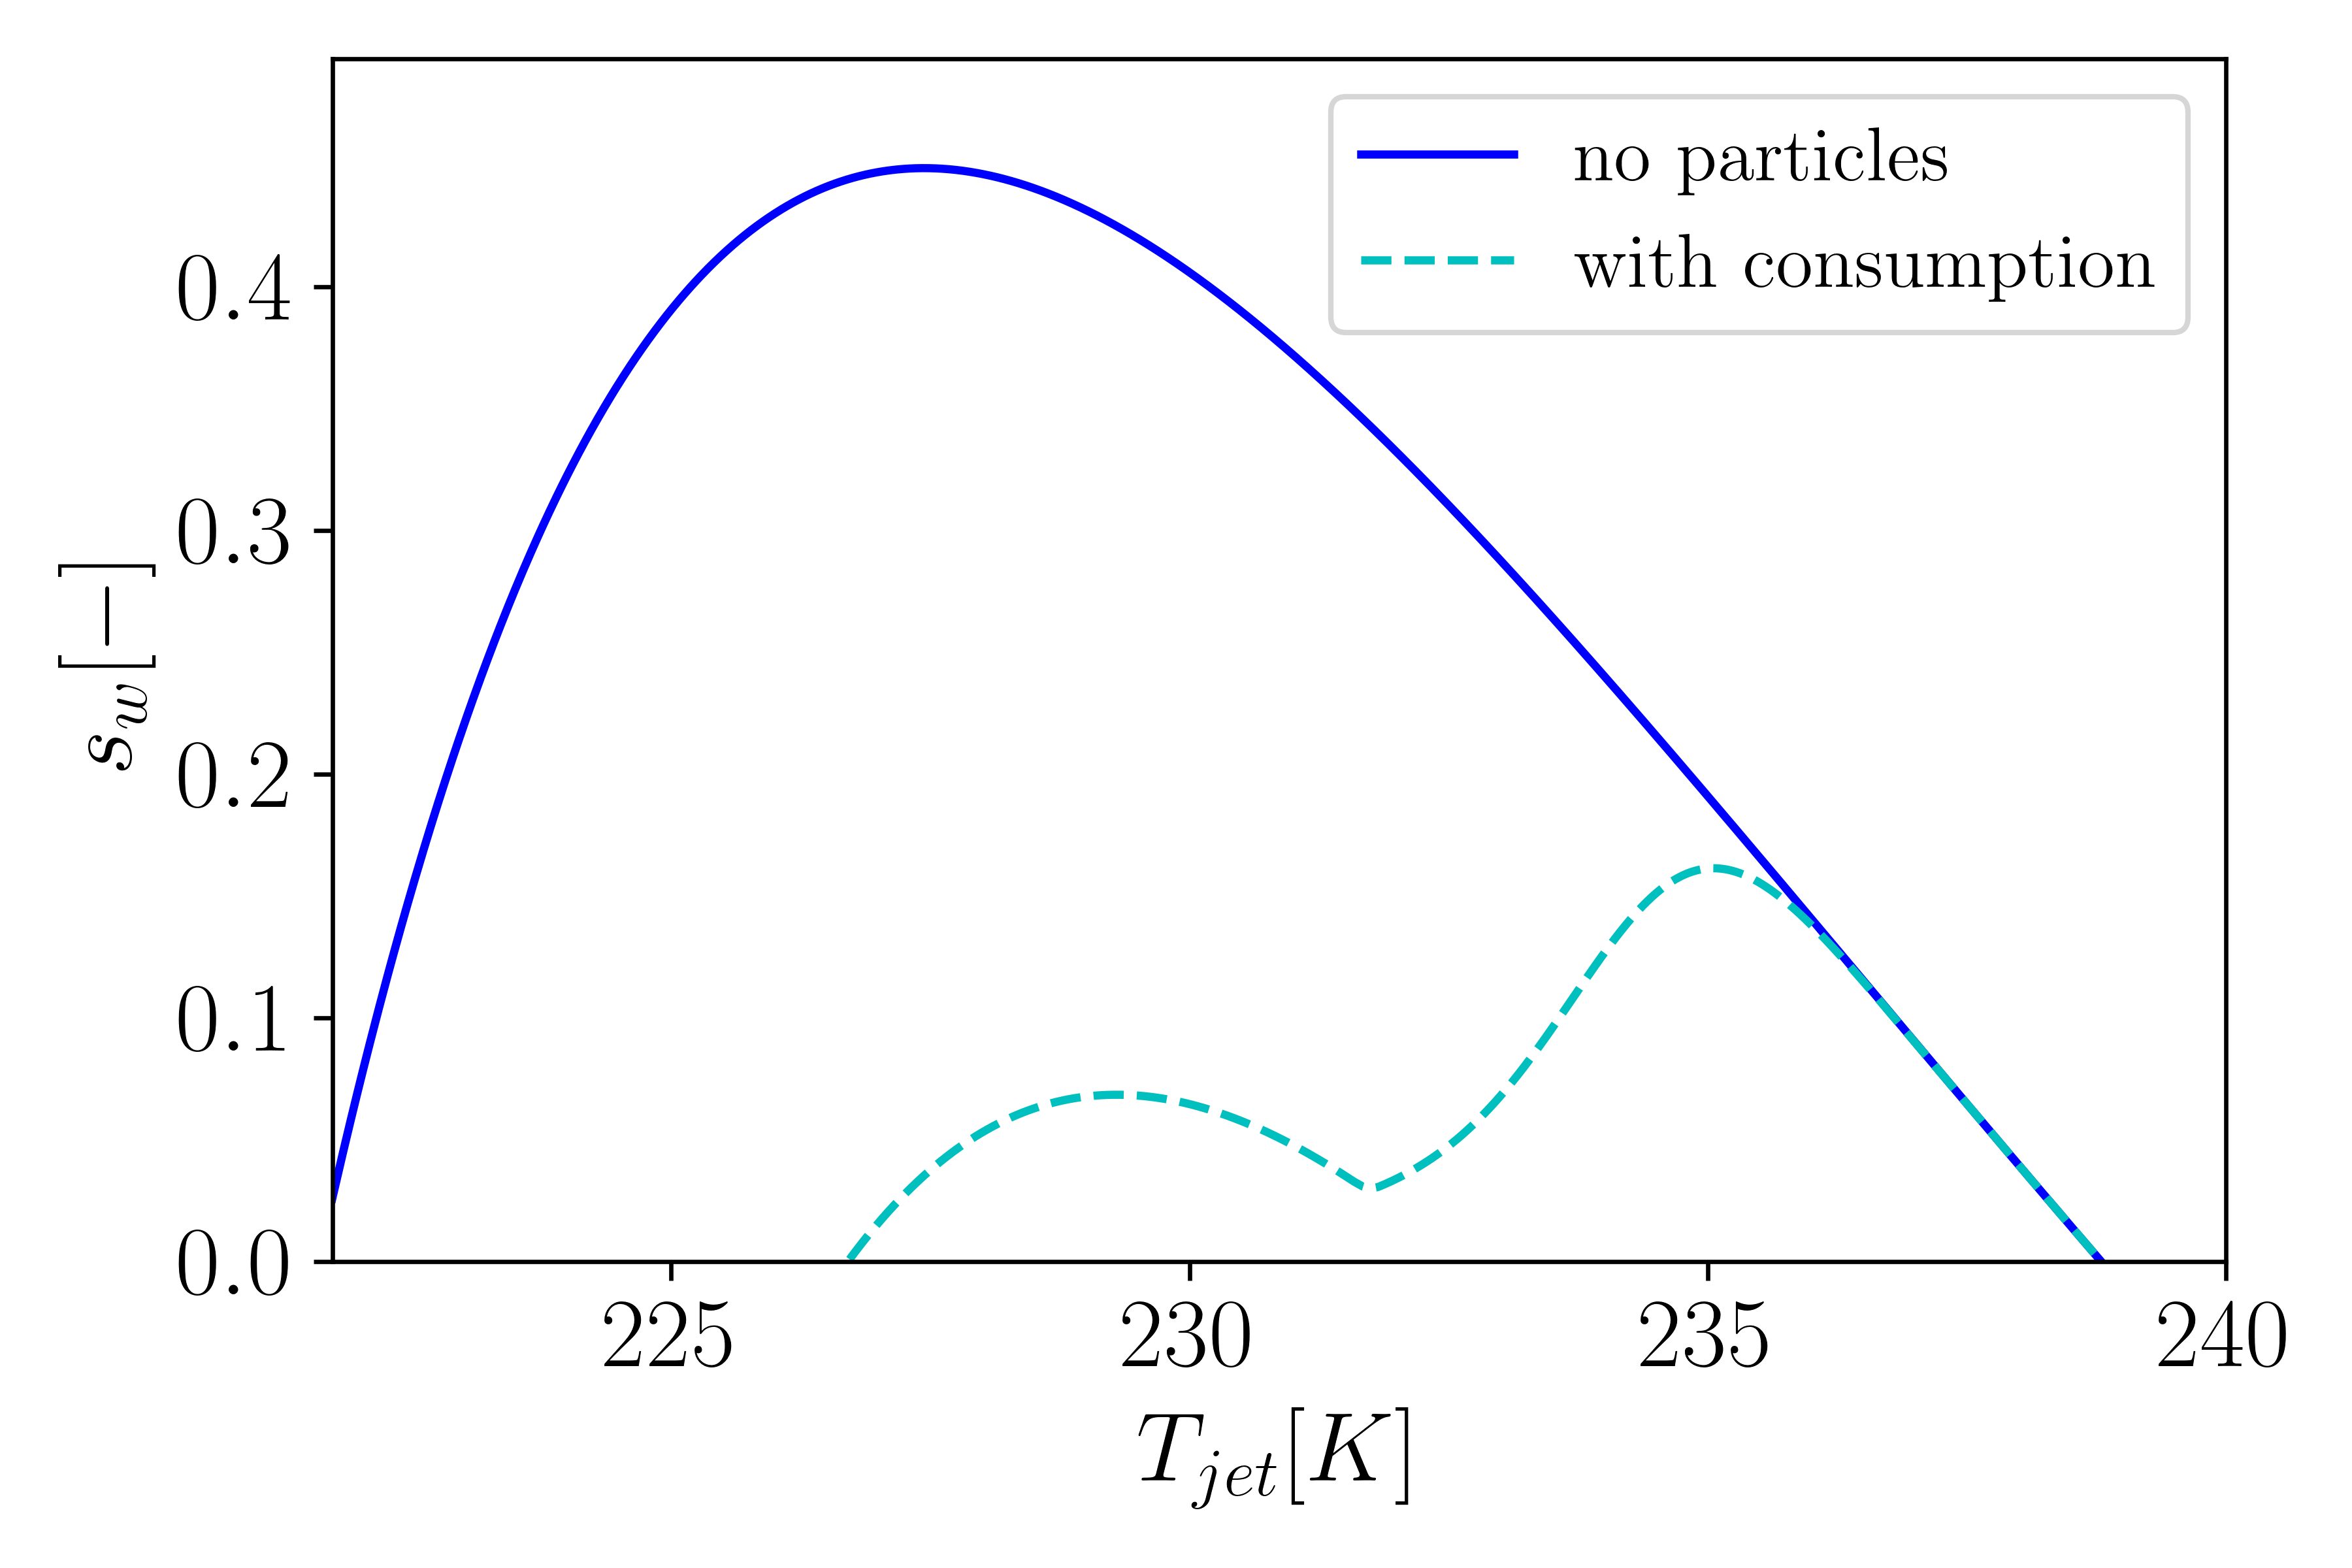 no particles
with consumption
0.4
0.3
0.2
0.1
0.0
s_w[−]
225
230
235
240
T_jet[K]